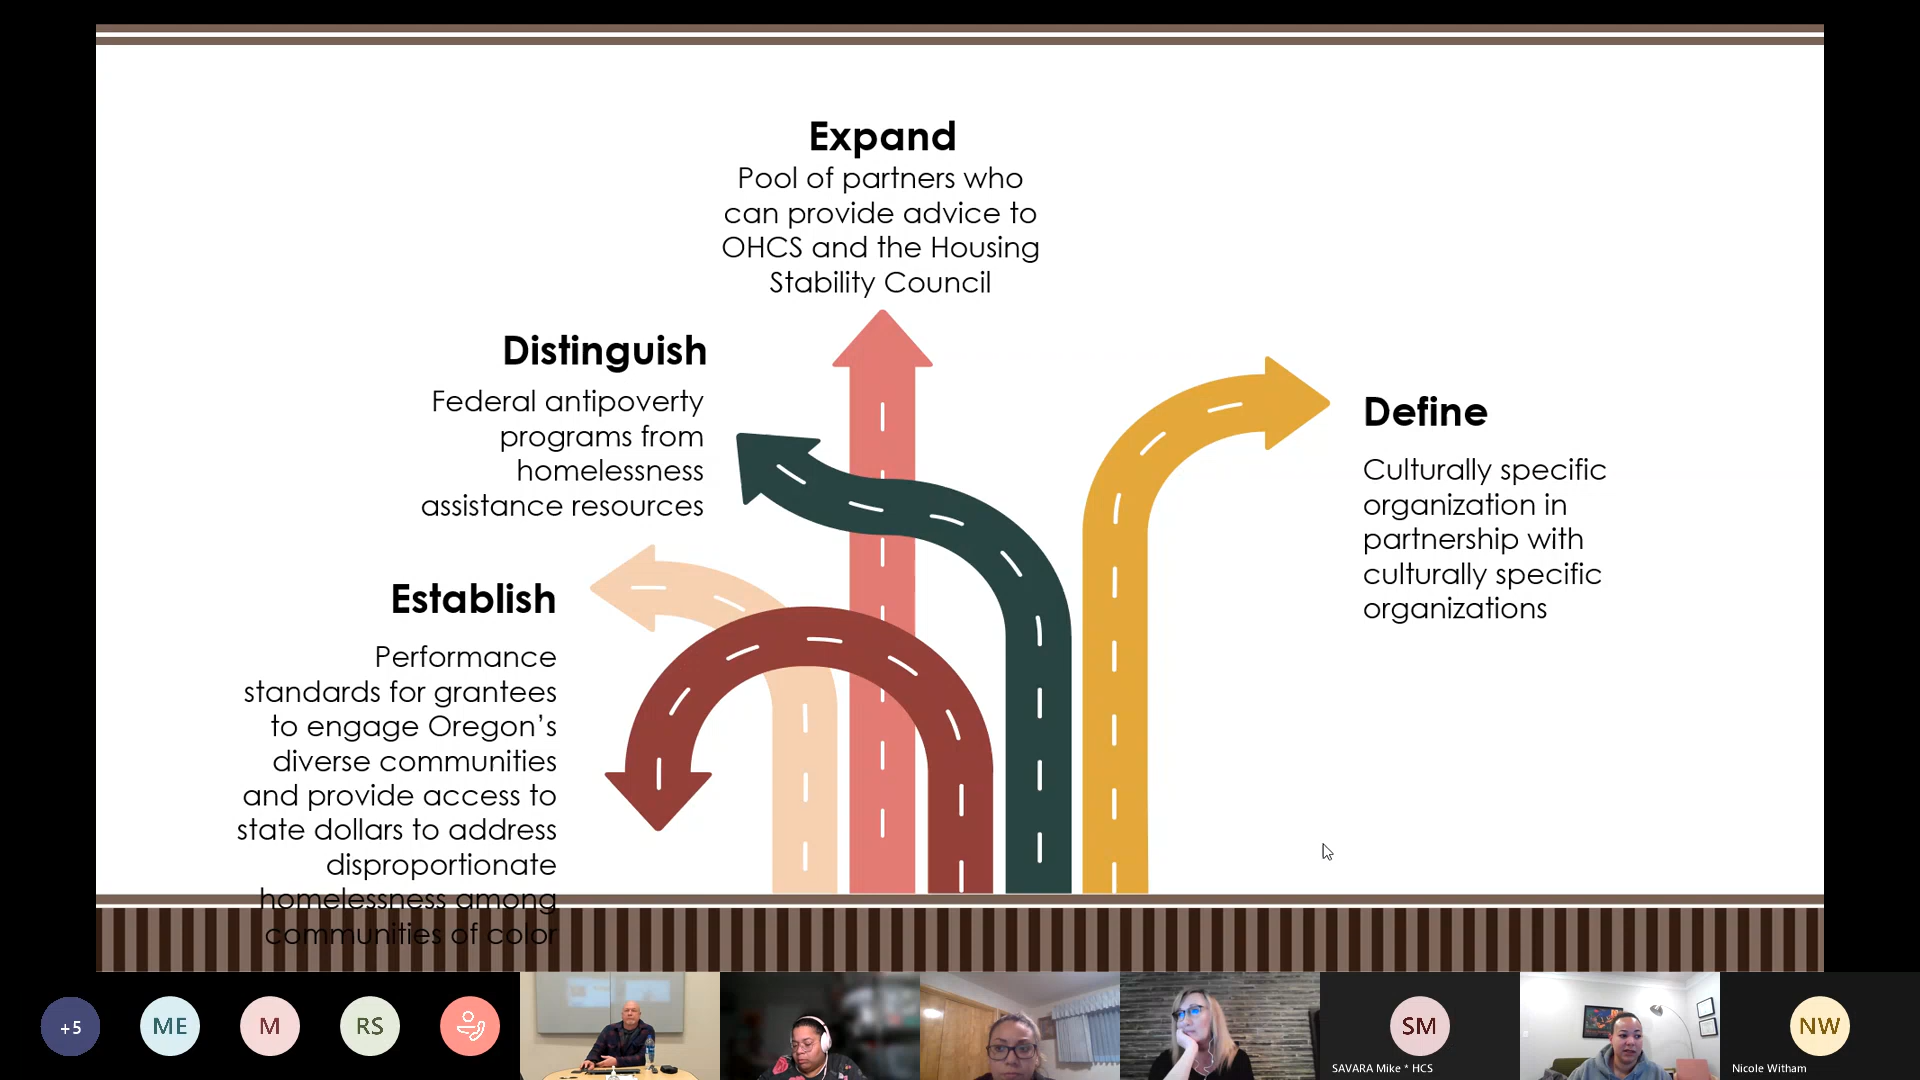 Expand
Pool of partners who
can provide advice to
OHCS and the Housing
Stability Council
Distinguish
Federal antipoverty
programs from
homelessness
assistance resources
Define
Culturally specific
organization in
partnership with
culturally specific
organizations
Establish
Performance
standards for grantees
to engage Oregon’s
diverse communities
and provide access to
state dollars to address
disproportionate
homelessness among
communities of color
+5
ME
M
RS
SM
SAVARA Mike * HCS
NW
Nicole Witham